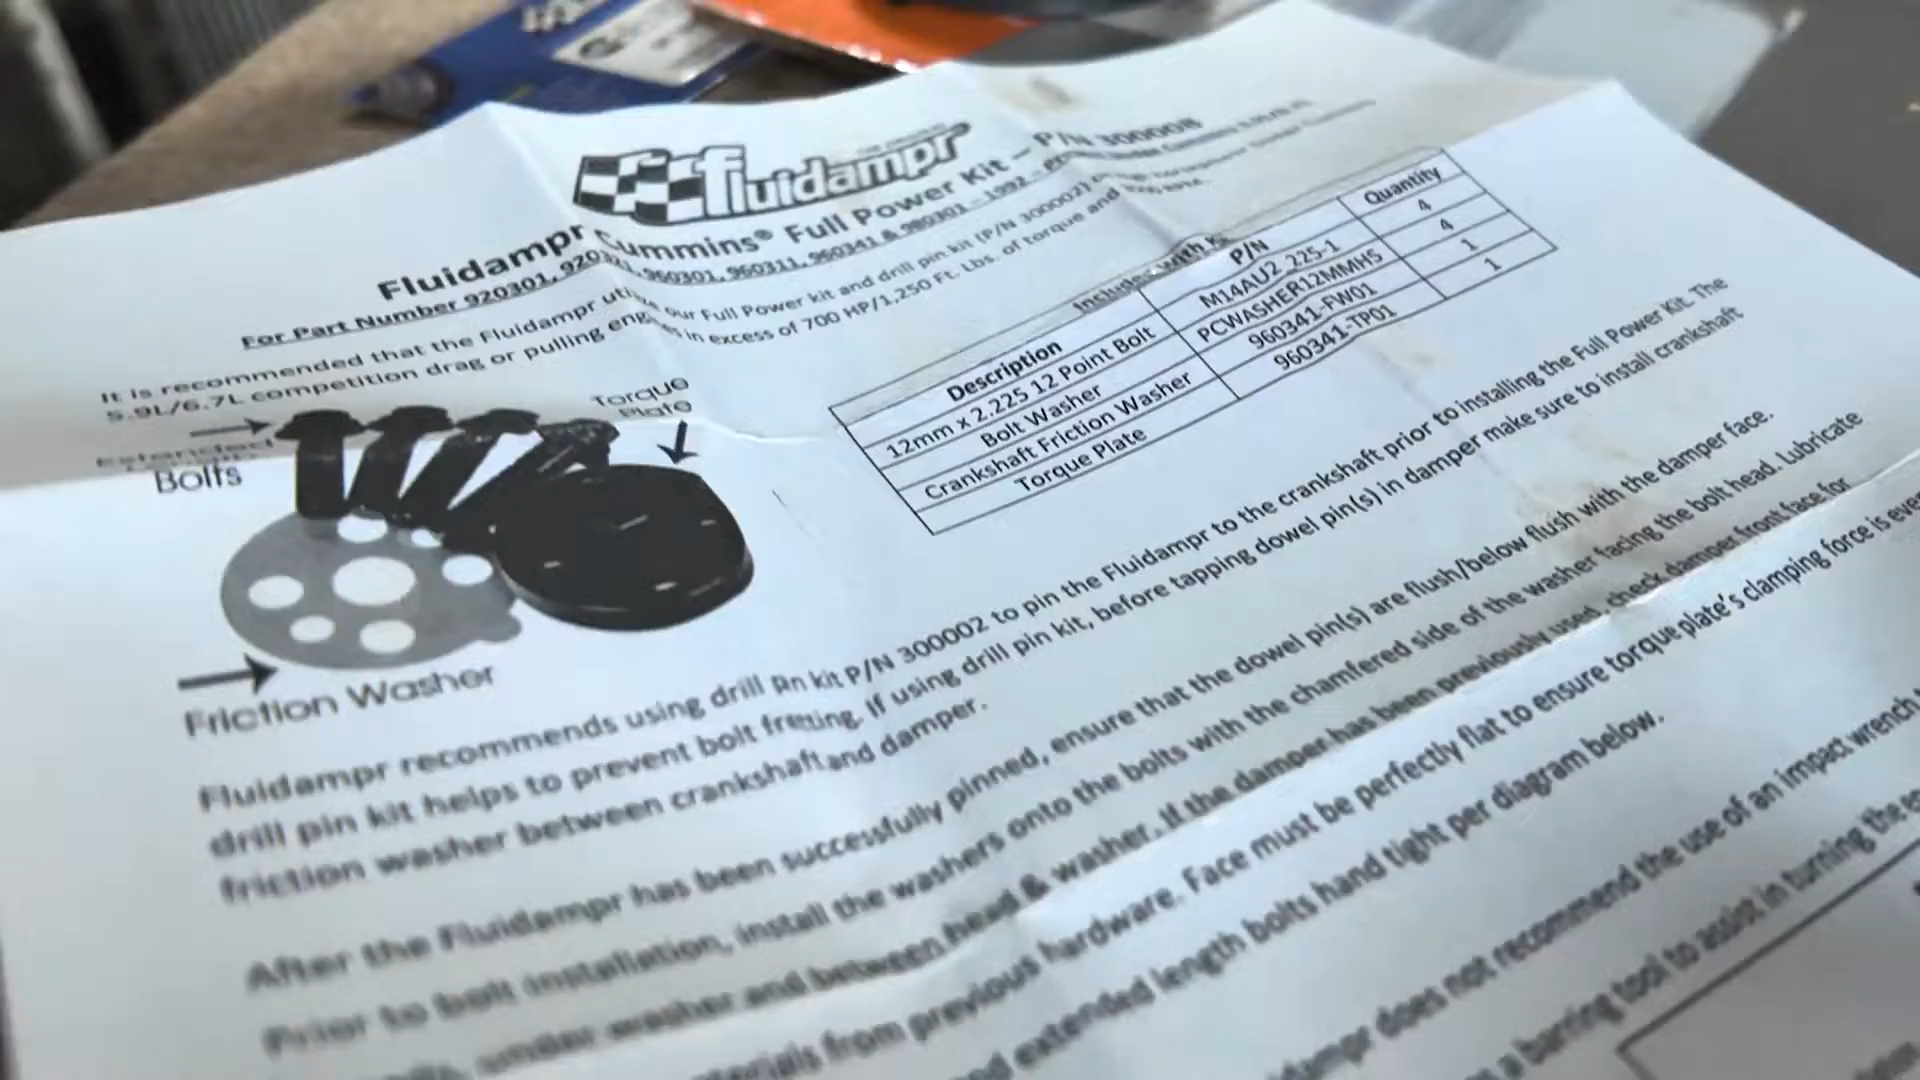 fluidampr
Fluidampr Cummins® Full Power Kit – P/N 300008
For Part Number 920301, 920321, 960301, 960311, 960341 & 980301 – 1992 –
It is recommended that the Fluidampr utilize our Full Power kit and drill pin kit (P/N 300002)
5.9L/6.7L competition drag or pulling engines in excess of 700 HP/1,250 Ft. Lbs. of torque and RPM.
Included with
Description P/N Quantity
12mm x 2.225 12 Point Bolt M14AU2.225-1 4
Bolt Washer PCWASHER12MMHS 4
Crankshaft Friction Washer 960341-FW01 1
Torque Plate 960341-TP01 1
Torque
Plate
Extended
Bolts
Friction Washer
Fluidampr recommends using drill pin kit P/N 300002 to pin the Fluidampr to the crankshaft prior to installing the Full Power Kit. The
drill pin kit helps to prevent bolt fretting. If using drill pin kit, before tapping dowel pin(s) in damper make sure to install crankshaft
friction washer between crankshaft and damper.
After the Fluidampr has been successfully pinned, ensure that the dowel pin(s) are flush/below flush with the damper face.
Prior to bolt installation, install the washers onto the bolts with the chamfered side of the washer facing the bolt head. Lubricate
under washer and between head & washer. If the damper has been previously used, check damper front face for
materials from previous hardware. Face must be perfectly flat to ensure torque plate's clamping force is
extended length bolts hand tight per diagram below.
does not recommend the use of an impact wrench
a barring tool to assist in turning the